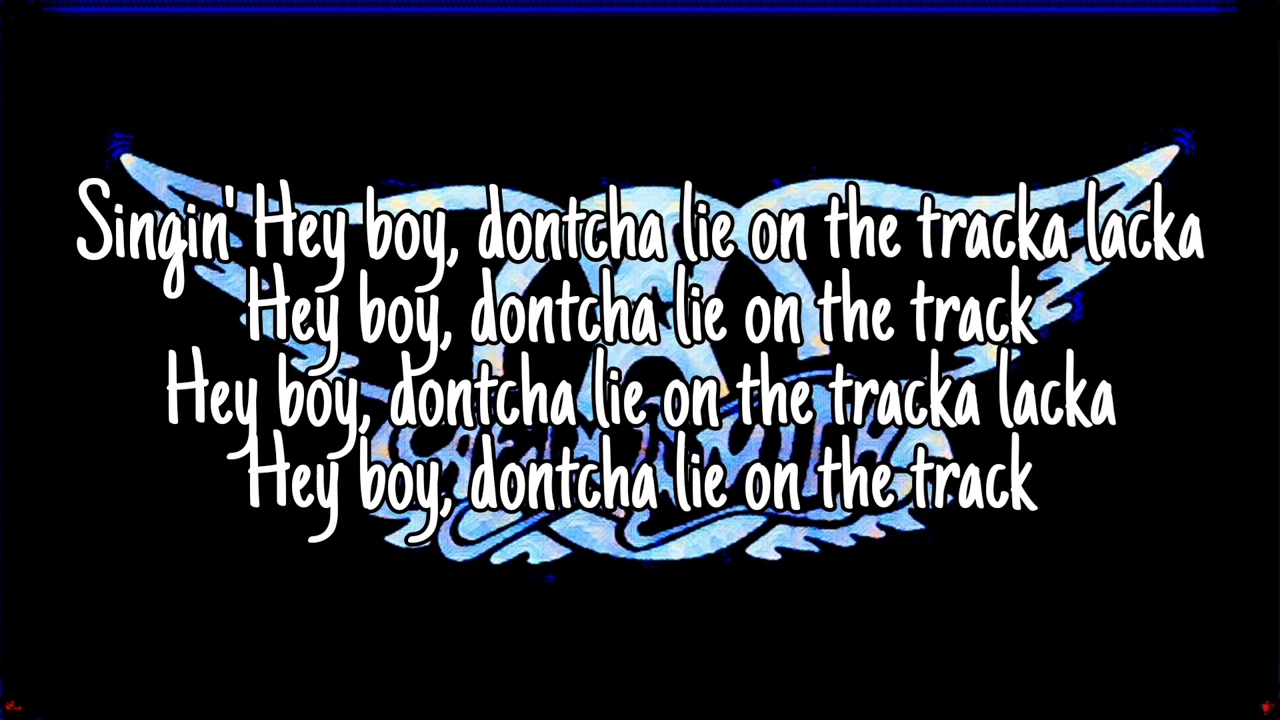 Singin' Hey boy, dontcha lie on the tracka lacka
Hey boy, dontcha lie on the track
Hey boy, dontcha lie on the tracka lacka
Hey boy, dontcha lie on the track